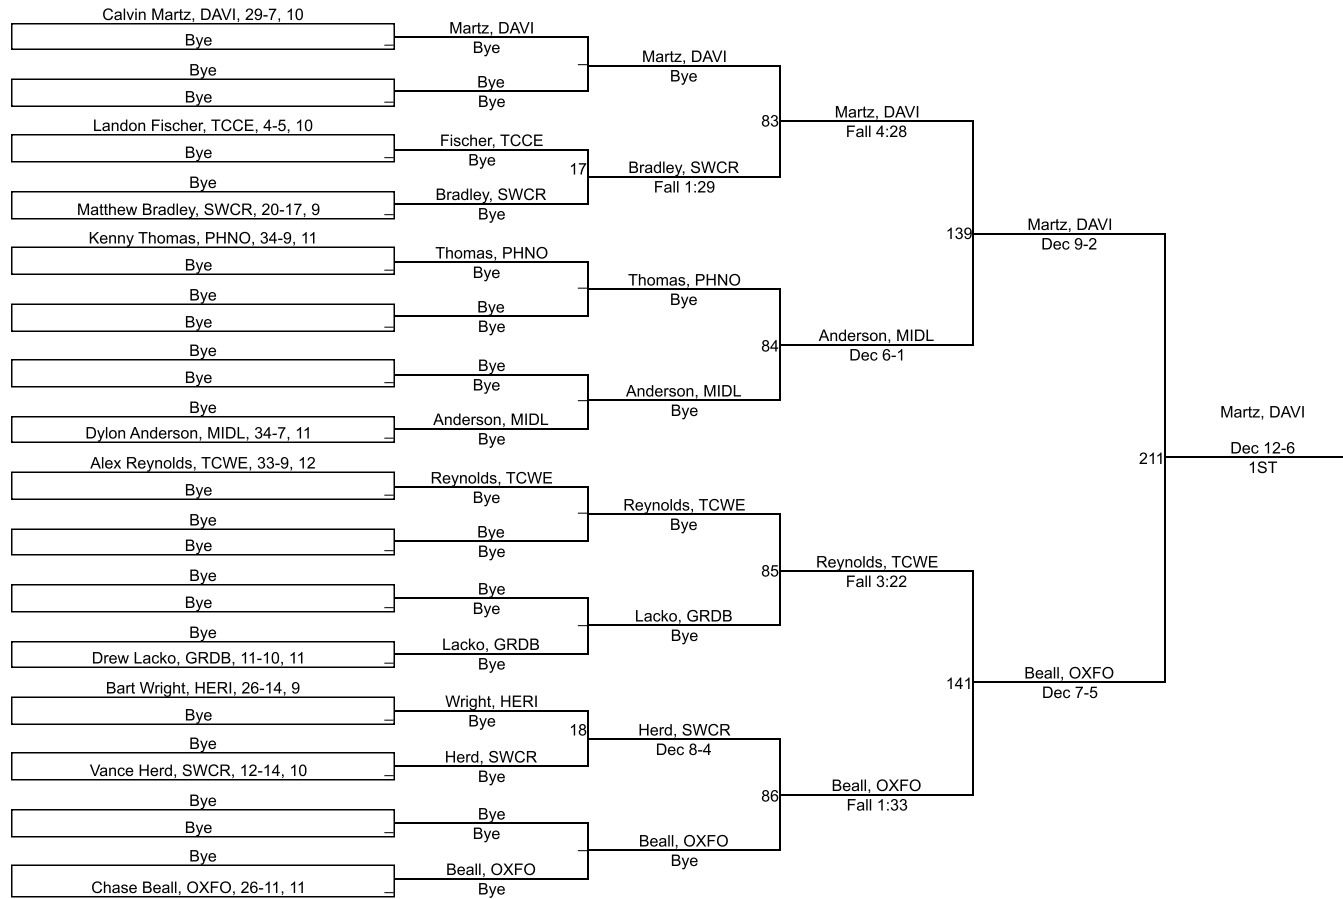 Calvin Martz, DAVI, 29-7, 10
Bye
Bye
Bye
Landon Fischer, TCCE, 4-5, 10
Bye
Bye
Matthew Bradley, SWCR, 20-17, 9
Kenny Thomas, PHNO, 34-9, 11
Bye
Bye
Bye
Bye
Bye
Bye
Dylon Anderson, MIDL, 34-7, 11
Alex Reynolds, TCWE, 33-9, 12
Bye
Bye
Bye
Bye
Bye
Bye
Drew Lacko, GRDB, 11-10, 11
Bart Wright, HERI, 26-14, 9
Bye
Bye
Vance Herd, SWCR, 12-14, 10
Bye
Bye
Bye
Chase Beall, OXFO, 26-11, 11
Martz, DAVI
Bye
Bye
Bye
Fischer, TCCE
Bye
17
Bradley, SWCR
Bye
Thomas, PHNO
Bye
Bye
Bye
Bye
Bye
Anderson, MIDL
Bye
Reynolds, TCWE
Bye
Bye
Bye
Bye
Bye
Lacko, GRDB
Bye
Wright, HERI
Bye
18
Herd, SWCR
Bye
Bye
Bye
Beall, OXFO
Bye
Martz, DAVI
Bye
83
Bradley, SWCR
Fall 1:29
Thomas, PHNO
Bye
84
Anderson, MIDL
Bye
Reynolds, TCWE
Bye
85
Lacko, GRDB
Bye
Herd, SWCR
Dec 8-4
86
Beall, OXFO
Bye
Martz, DAVI
Fall 4:28
139
Anderson, MIDL
Dec 6-1
Reynolds, TCWE
Fall 3:22
141
Beall, OXFO
Fall 1:33
Martz, DAVI
Dec 9-2
211
Beall, OXFO
Dec 7-5
Martz, DAVI
Dec 12-6
1ST